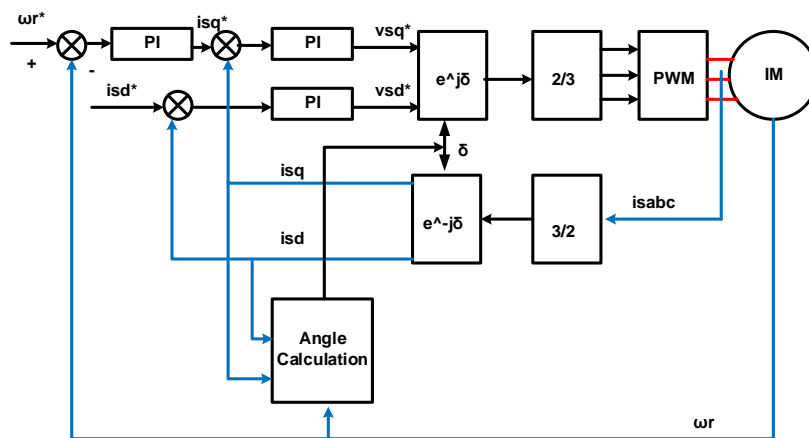 ωr*
+
-
PI
isq*
PI
vsq*
isd*
PI
vsd*
e^jδ
2/3
PWM
IM
δ
isq
isd
e^-jδ
3/2
isabc
Angle
Calculation
ωr